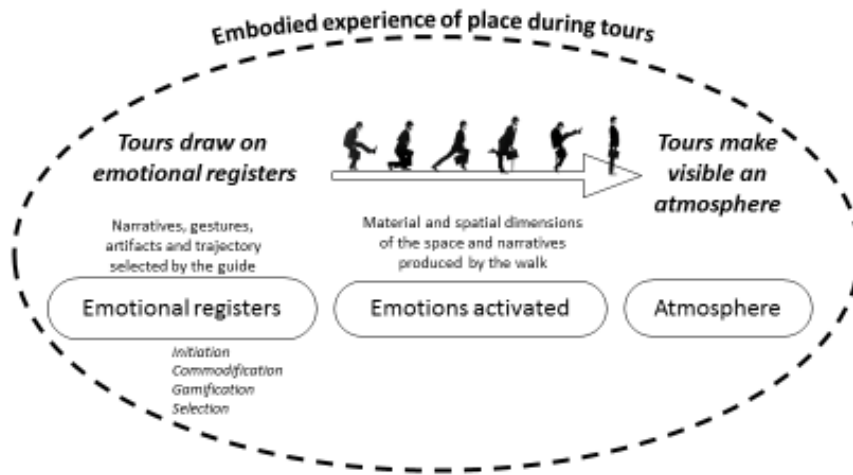 Embodied experience of place during tours
Tours draw on
emotional registers
Tours make
visible an
atmosphere
Narratives, gestures,
artifacts and trajectory
selected by the guide
Material and spatial dimensions
of the space and narratives
produced by the walk
Emotional registers
Emotions activated
Atmosphere
Initiation
Commodification
Gamification
Selection